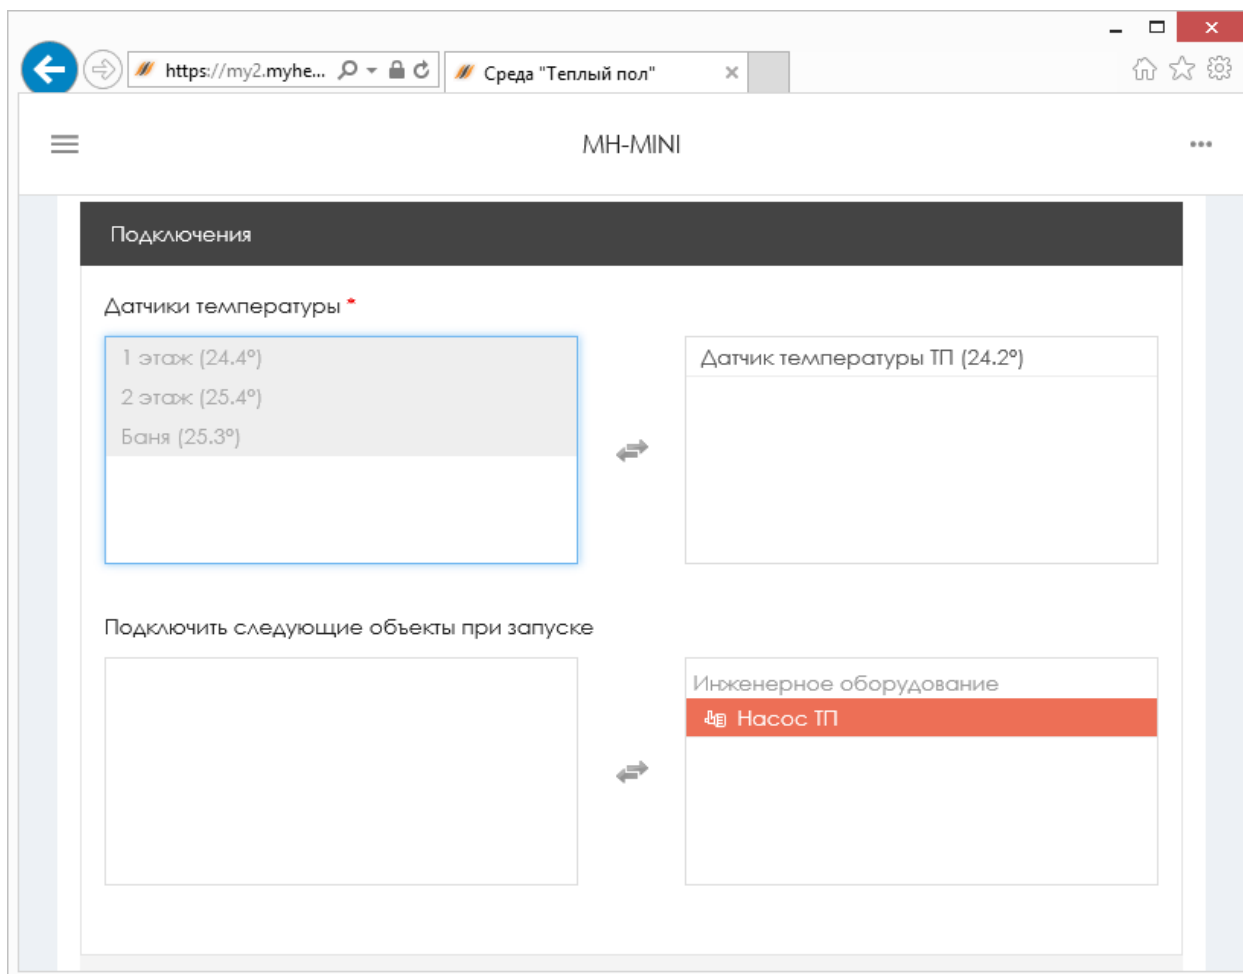 https://my2.myhe...
Среда "Теплый пол"
MH-MINI
Подключения
Датчики температуры *
1 этаж (24.4°)
2 этаж (25.4°)
Баня (25.3°)
Датчик температуры ТП (24.2°)
Подключить следующие объекты при запуске
Инженерное оборудование
Насос ТП